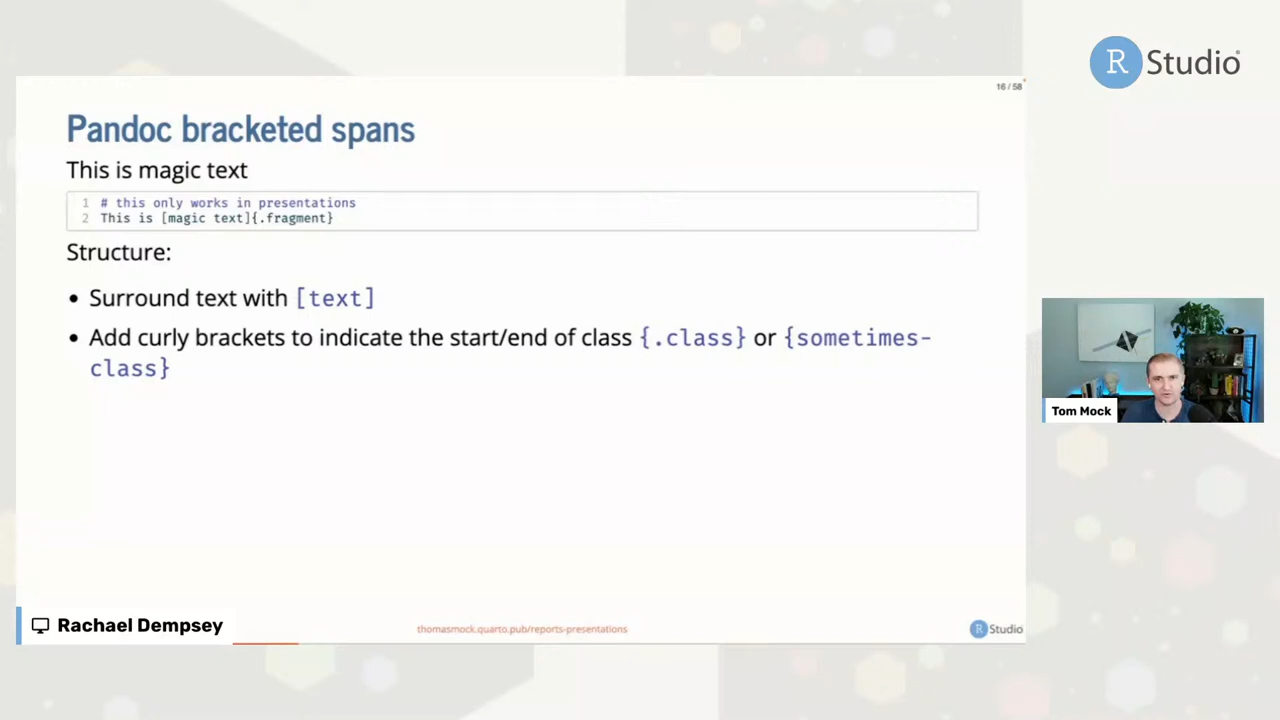 R Studio
16 / 58
Pandoc bracketed spans
This is magic text
1 # this only works in presentations
2 This is [magic text]{.fragment}
Structure:
• Surround text with [text]
• Add curly brackets to indicate the start/end of class {.class} or {sometimes-
class}
Tom Mock
Rachael Dempsey
thomasmock.quarto.pub/reports-presentations
R Studio